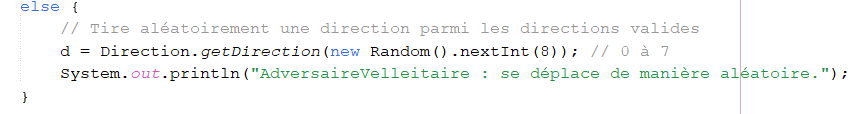 else {
// Tire aléatoirement une direction parmi les directions valides
d = Direction.getDirection(new Random().nextInt(8)); // 0 à 7
System.out.println("AdversaireVelleitaire : se déplace de manière aléatoire.");
}